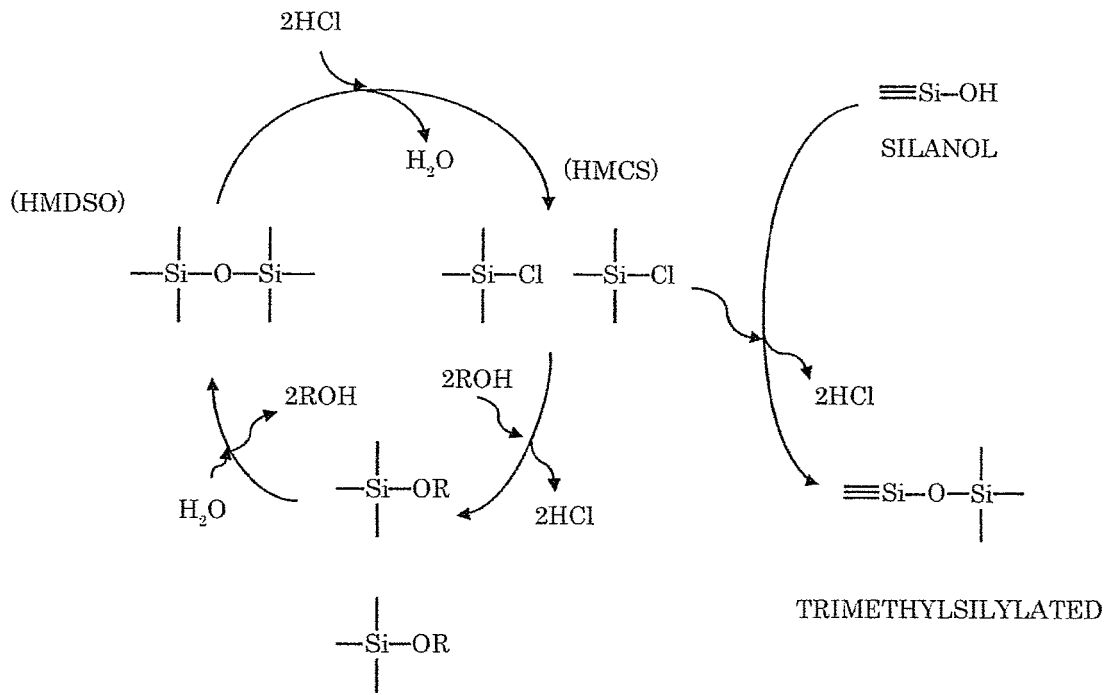 2HCl
≡Si–OH
SILANOL
H₂O
(HMCS)
(HMDSO)
Si–O–Si
Si–Cl
Si–Cl
2ROH
2ROH
2HCl
H₂O
Si–OR
2HCl
≡Si–O–Si
TRIMETHYLSILYLATED
Si–OR